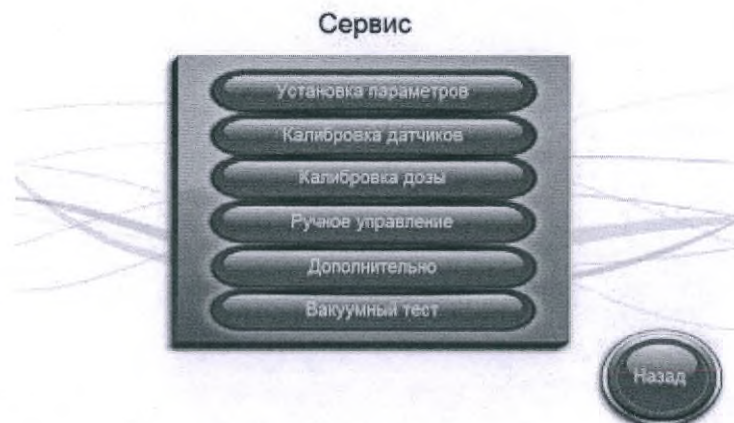 Сервис
Установка параметров
Калибровка датчиков
Калибровка дозы
Ручное управление
Дополнительно
Вакуумный тест
Назад